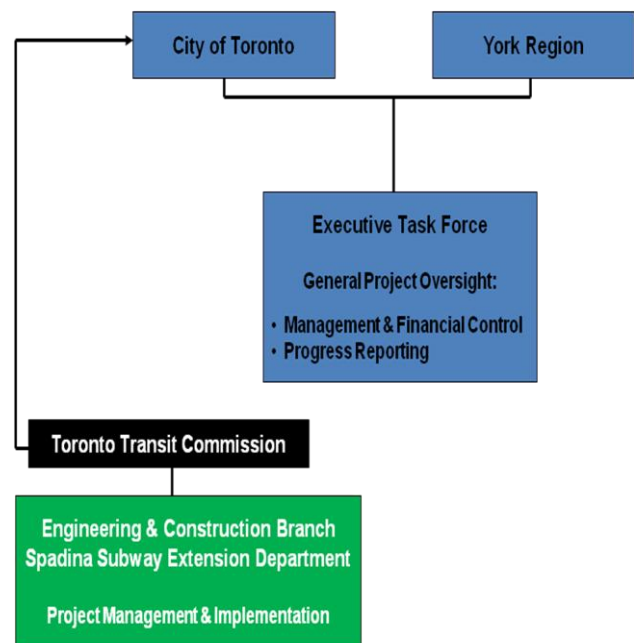 City of Toronto
York Region
Executive Task Force
General Project Oversight:
• Management & Financial Control
• Progress Reporting
Toronto Transit Commission
Engineering & Construction Branch
Spadina Subway Extension Department
Project Management & Implementation